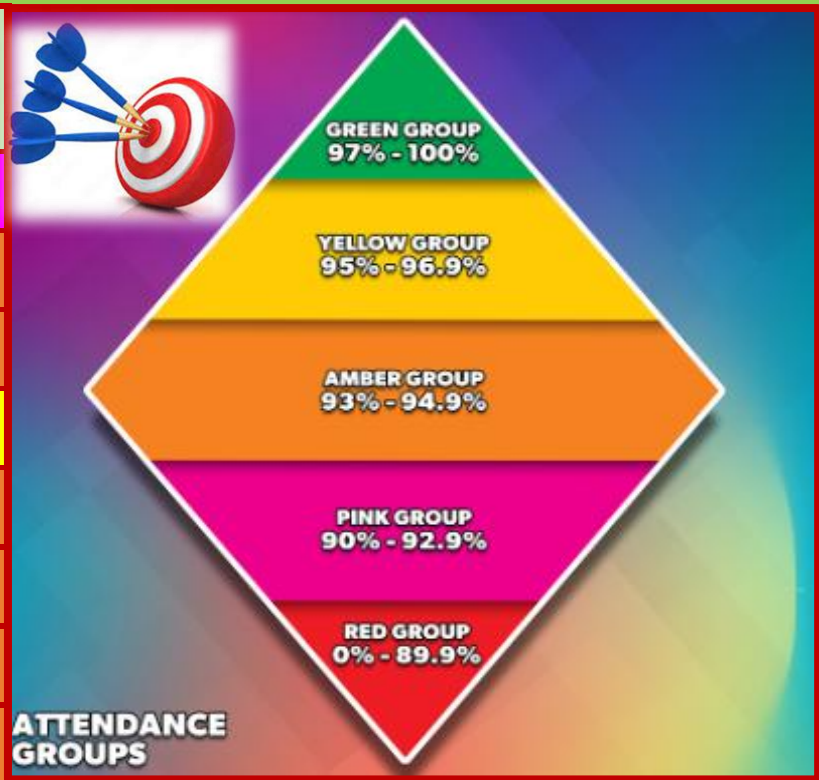 GREEN GROUP
97% - 100%
YELLOW GROUP
95% - 96.9%
AMBER GROUP
93% - 94.9%
PINK GROUP
90% - 92.9%
RED GROUP
0% - 89.9%
ATTENDANCE
GROUPS